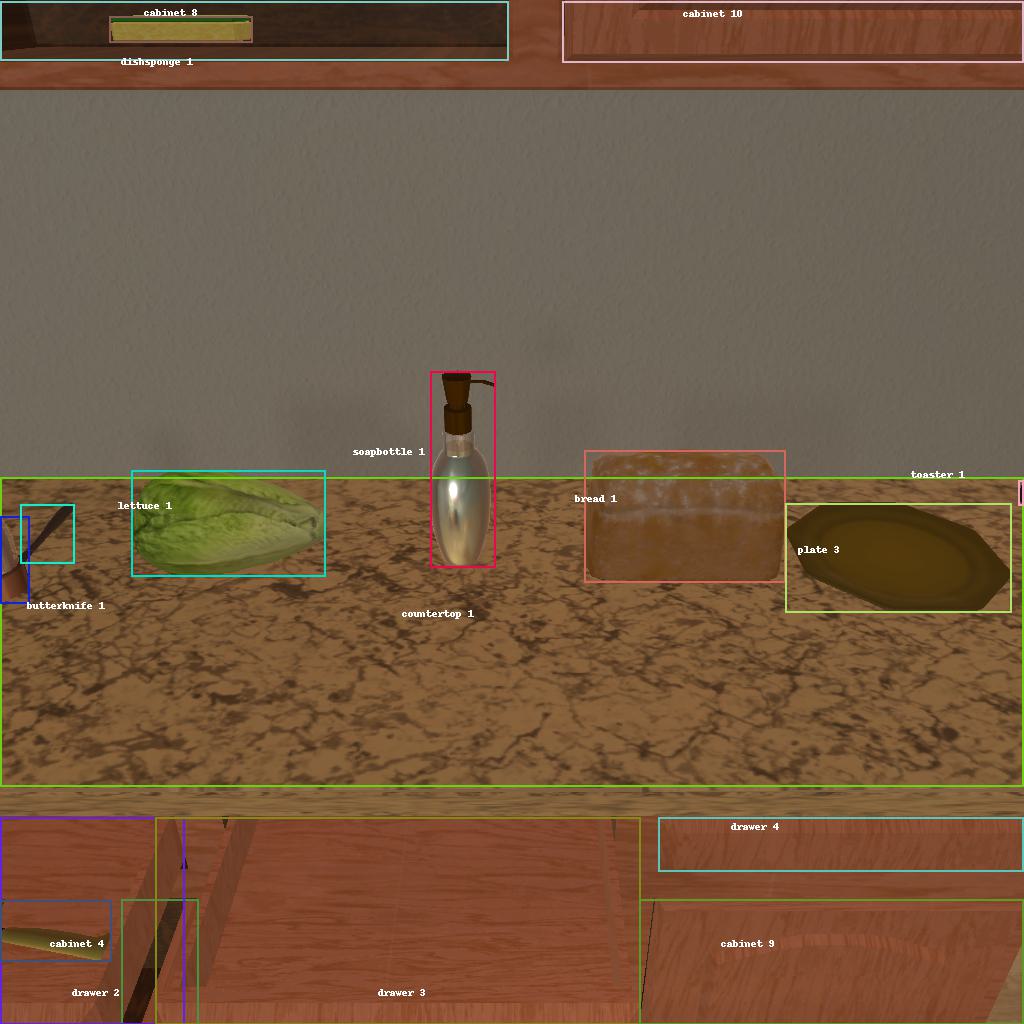 cabinet 8
cabinet 10
dishsponge 1
soapbottle 1
toaster 1
lettuce 1
bread 1
plate 3
butterknife 1
countertop 1
drawer 4
cabinet 4
cabinet 9
drawer 2
drawer 3